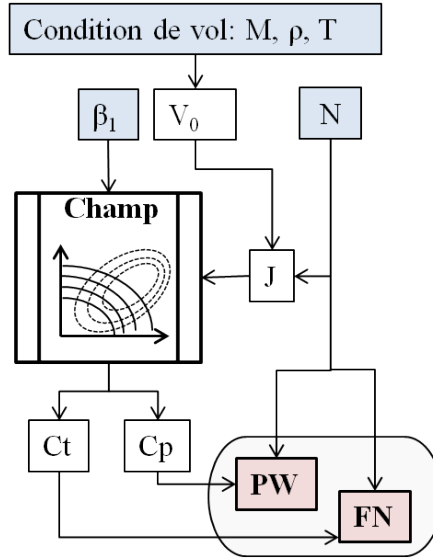 Condition de vol: M, ρ, T
β₁
V₀
N
Champ
J
Ct
Cp
PW
FN